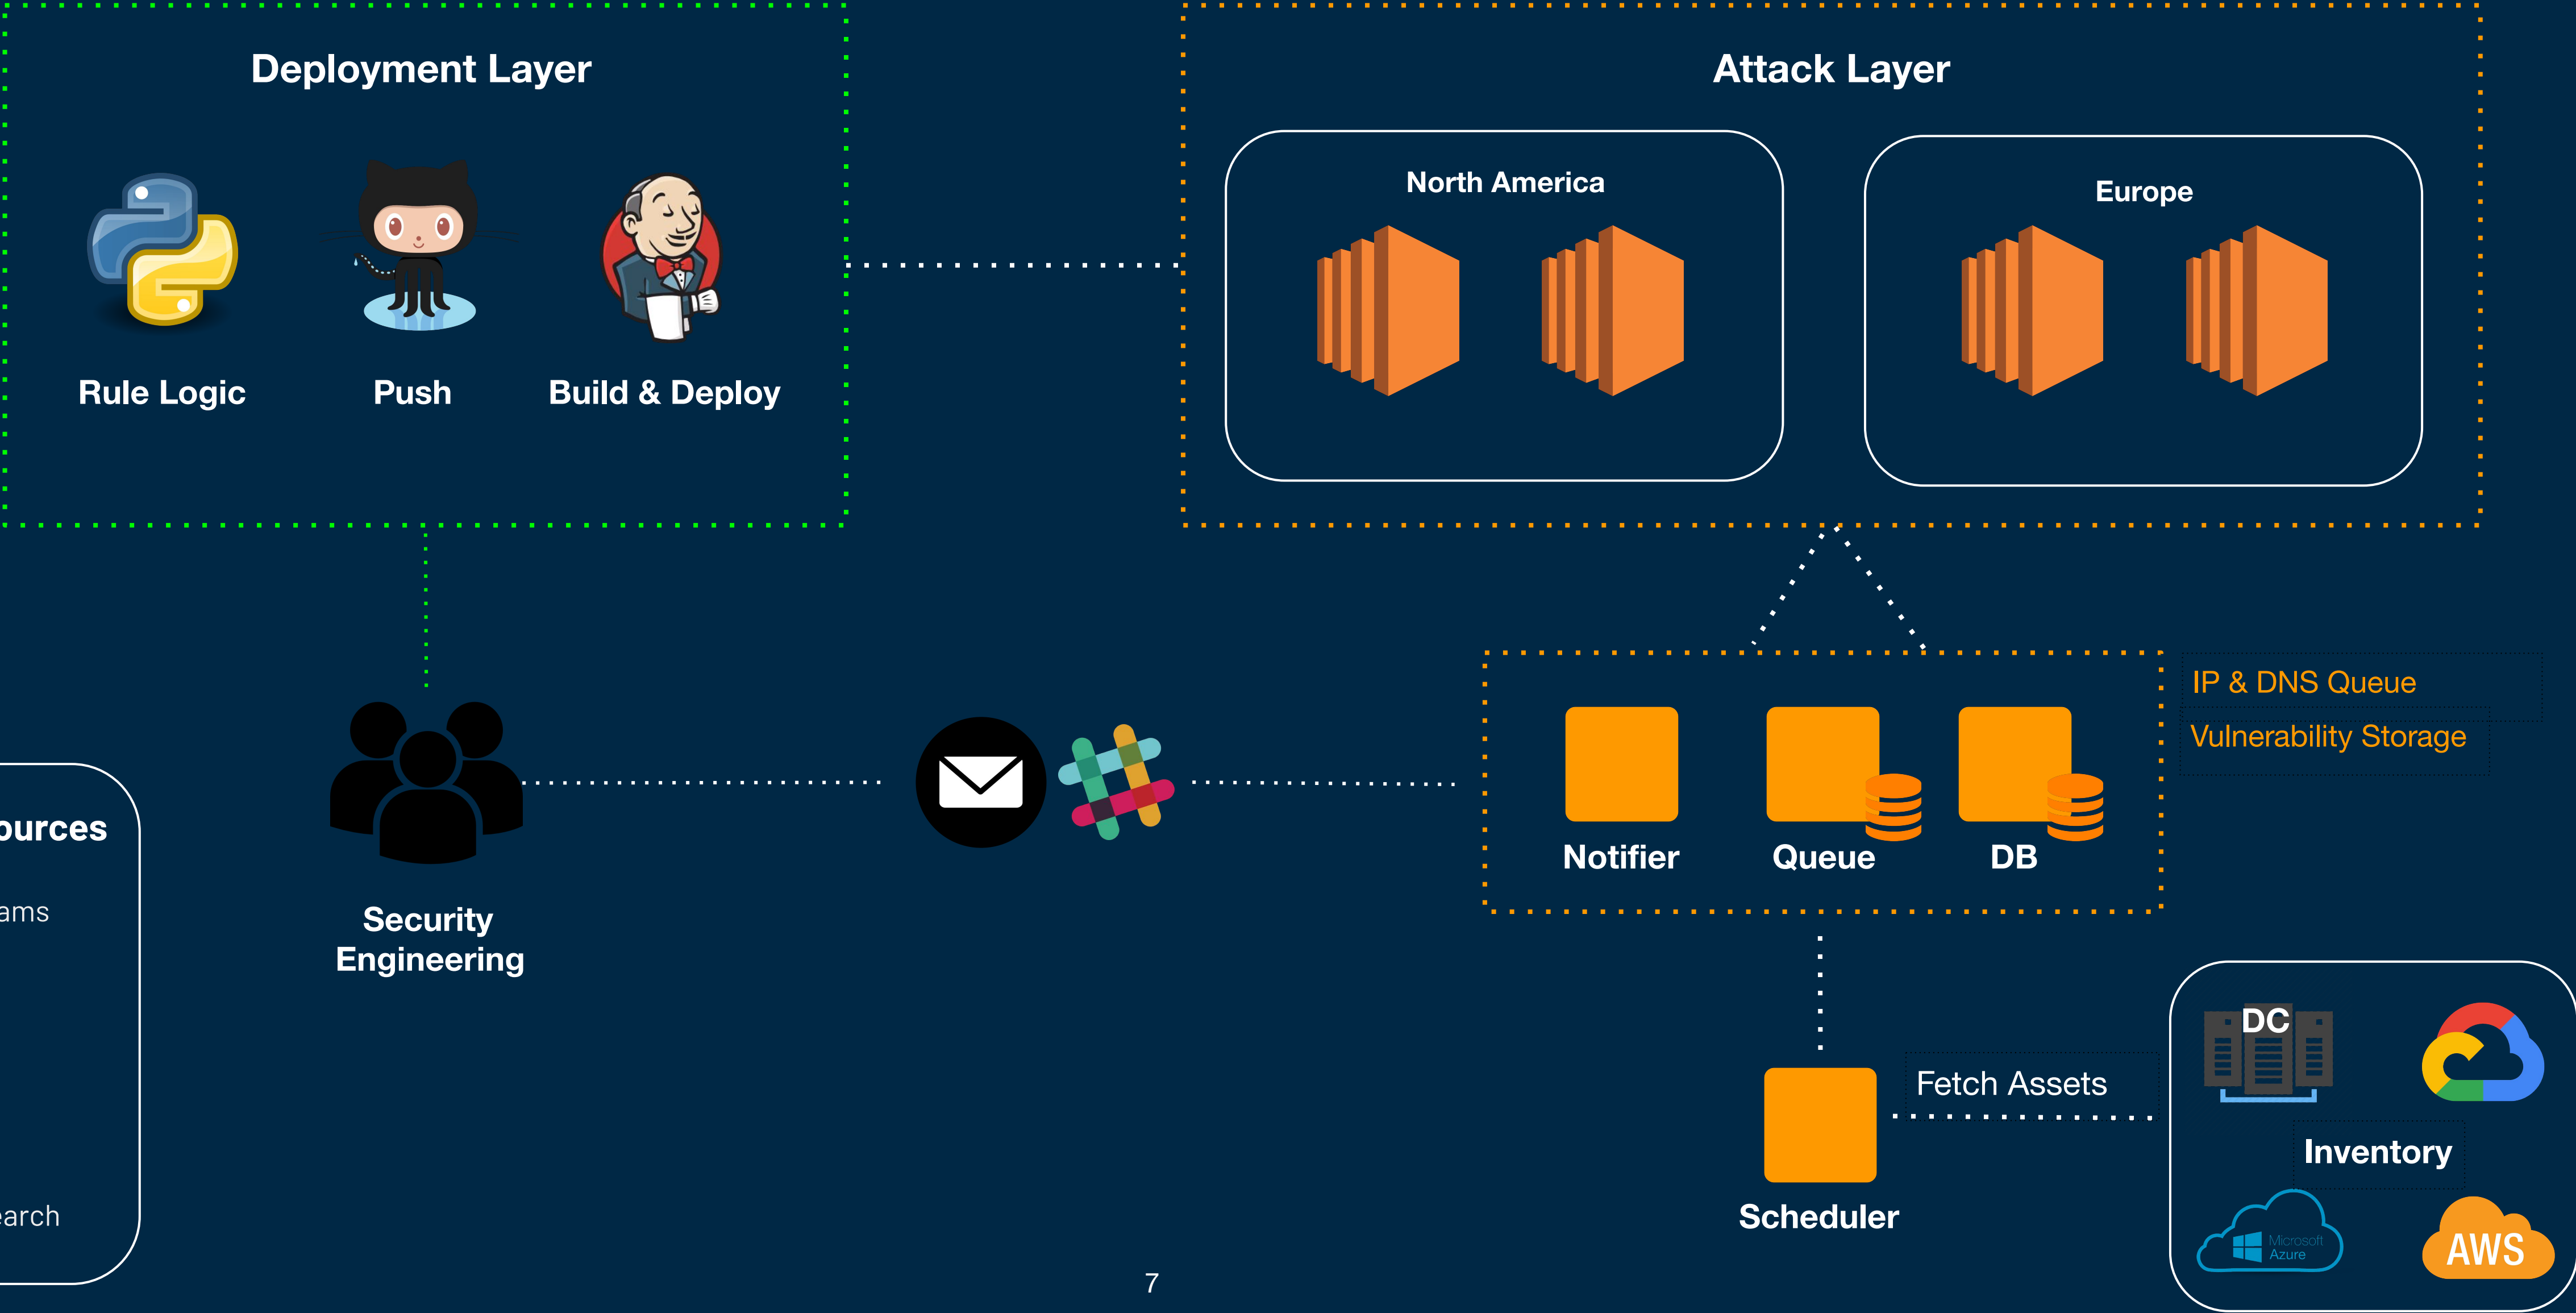 Deployment Layer
Rule Logic
Push
Build & Deploy
Attack Layer
North America
Europe
IP & DNS Queue
Vulnerability Storage
Notifier
Queue
DB
Security
Engineering
ources
ams
earch
Scheduler
Fetch Assets
DC
Inventory
Microsoft
Azure
AWS
7